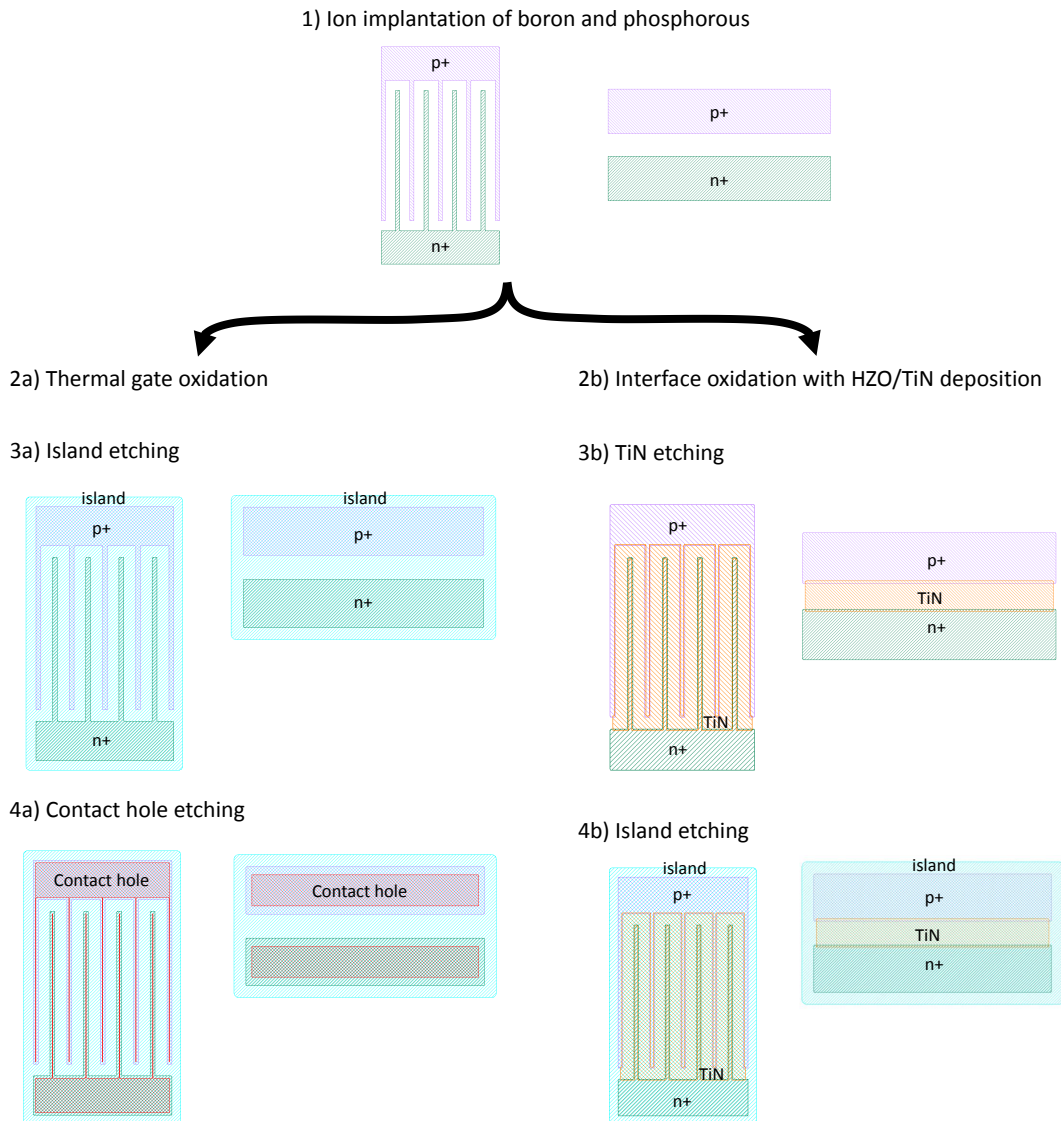 1) Ion implantation of boron and phosphorous
p+
n+
p+
n+
2a) Thermal gate oxidation
3a) Island etching
island
p+
n+
island
p+
n+
4a) Contact hole etching
Contact hole
Contact hole
2b) Interface oxidation with HZO/TiN deposition
3b) TiN etching
p+
TiN
n+
p+
TiN
n+
4b) Island etching
island
p+
TiN
n+
island
p+
TiN
n+